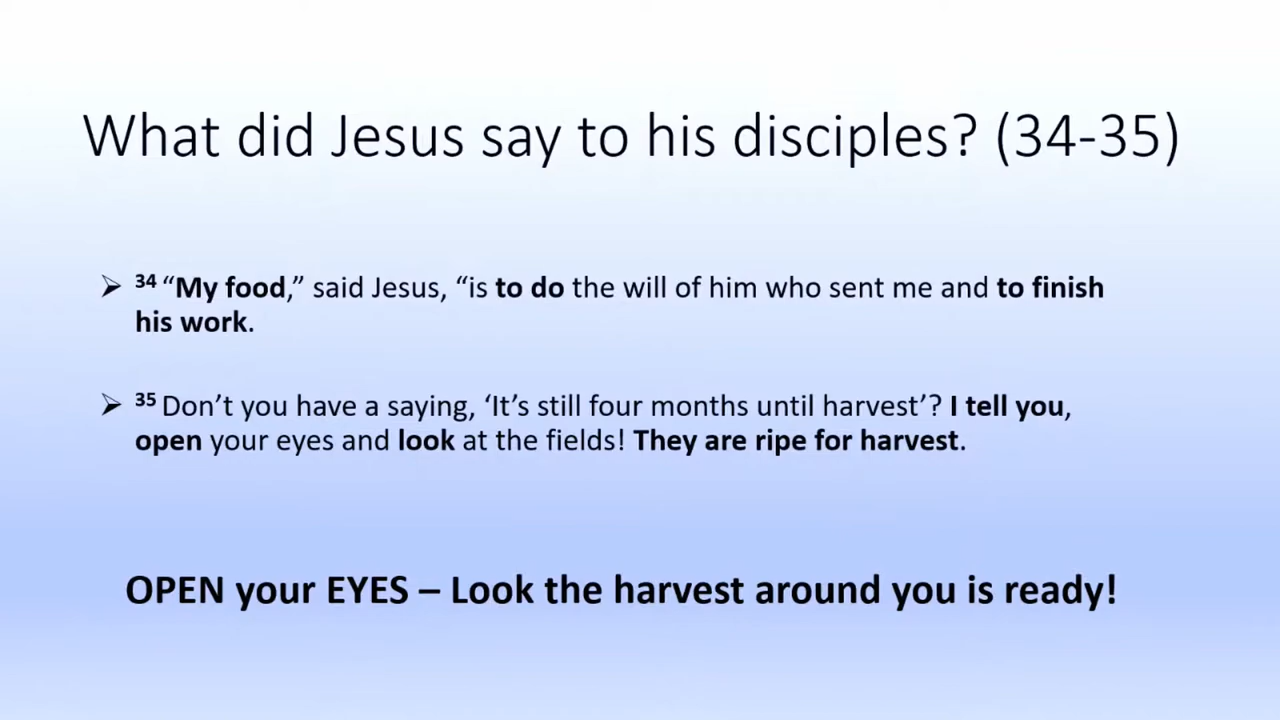 What did Jesus say to his disciples? (34-35)
➢ 34 “My food,” said Jesus, “is to do the will of him who sent me and to finish
his work.
➢ 35 Don’t you have a saying, ‘It’s still four months until harvest’? I tell you,
open your eyes and look at the fields! They are ripe for harvest.
OPEN your EYES – Look the harvest around you is ready!